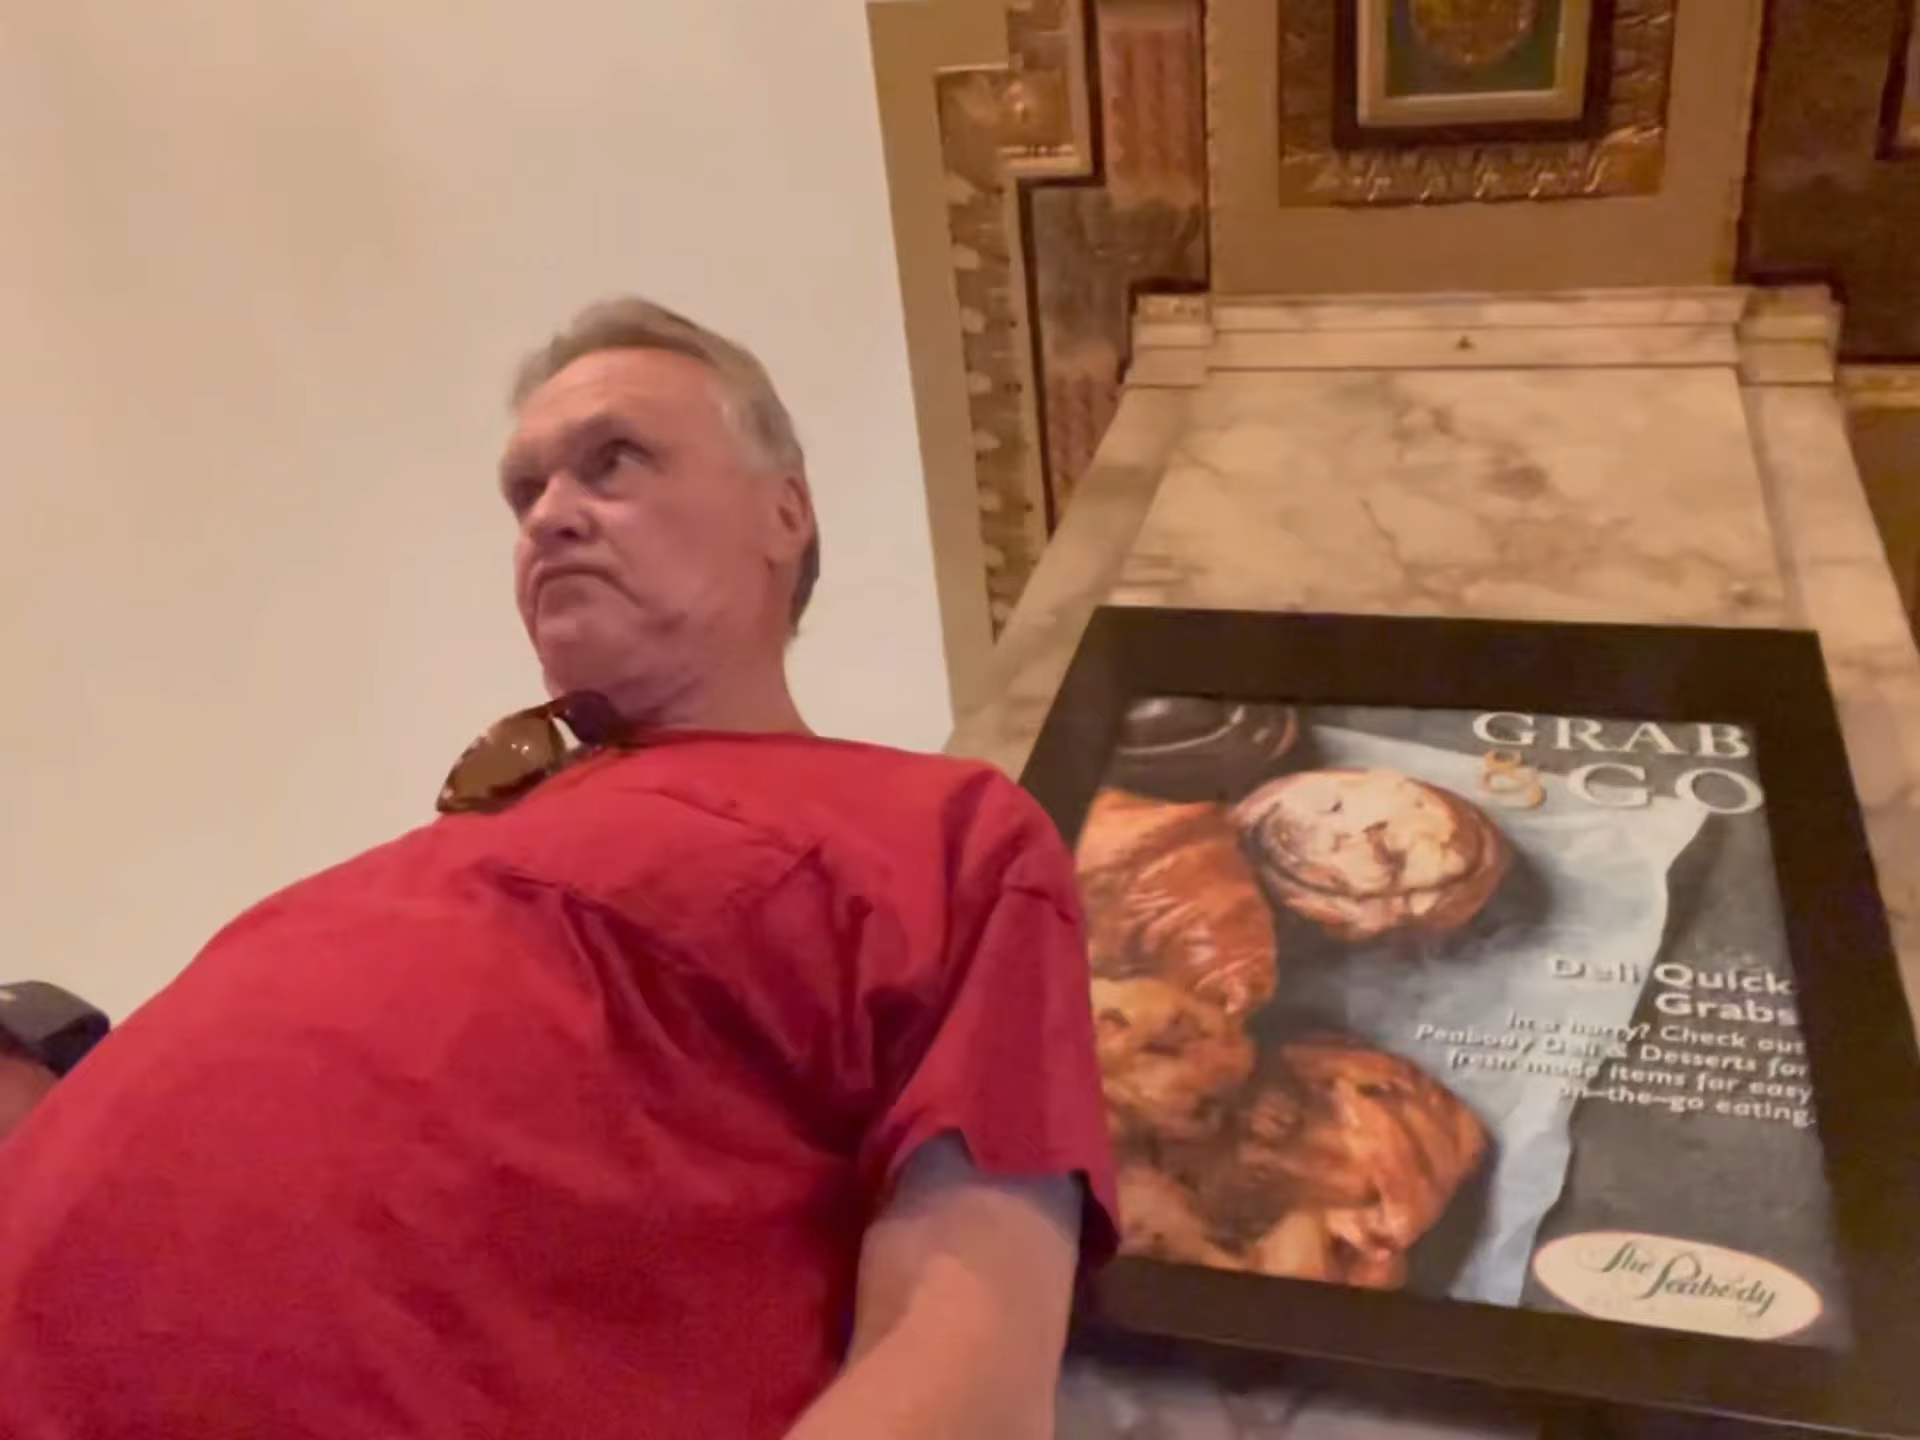 GRAB
& GO
Deli Quick
Grabs
In a hurry? Check out
Peabody Deli & Desserts for
fresh made items for easy
on-the-go eating.
The Peabody